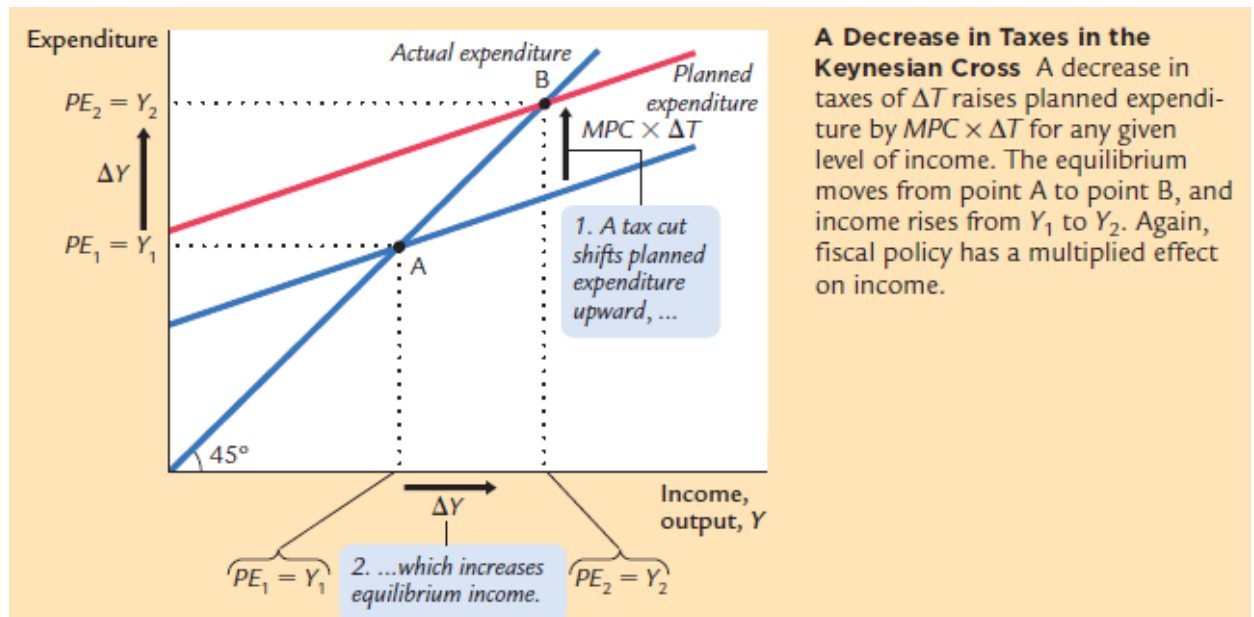 Expenditure
Actual expenditure
B
Planned
expenditure
PE₂ = Y₂
MPC × ΔT
ΔY
PE₁ = Y₁
A
1. A tax cut
shifts planned
expenditure
upward, ...
45°
ΔY
Income,
output, Y
PE₁ = Y₁
2. ...which increases
equilibrium income.
PE₂ = Y₂
A Decrease in Taxes in the
Keynesian Cross A decrease in
taxes of ΔT raises planned expendi-
ture by MPC × ΔT for any given
level of income. The equilibrium
moves from point A to point B, and
income rises from Y₁ to Y₂. Again,
fiscal policy has a multiplied effect
on income.